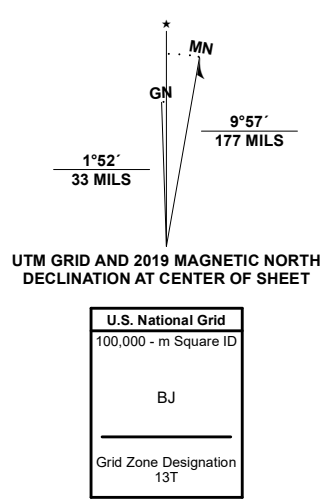 ★
MN
GN
9°57´
177 MILS
1°52´
33 MILS
UTM GRID AND 2019 MAGNETIC NORTH
DECLINATION AT CENTER OF SHEET
U.S. National Grid
100,000 - m Square ID
BJ
Grid Zone Designation
13T